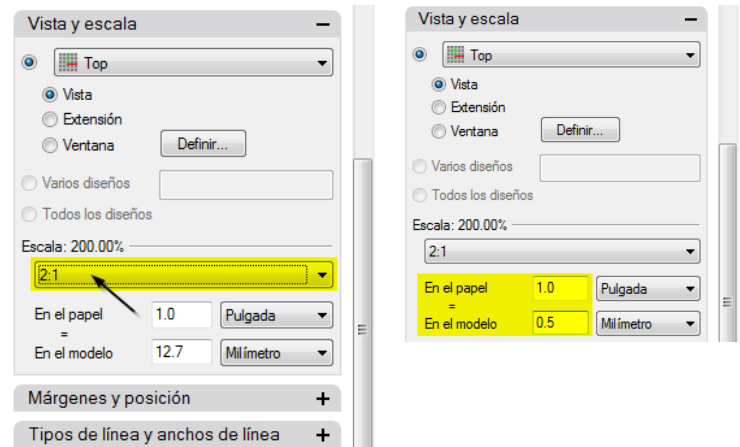 Vista y escala
Top
Vista
Extensión
Ventana Definir...
Varios diseños
Todos los diseños
Escala: 200.00%
2:1
En el papel 1.0 Pulgada
=
En el modelo 12.7 Milímetro
Márgenes y posición
Tipos de línea y anchos de línea
Vista y escala
Top
Vista
Extensión
Ventana Definir...
Varios diseños
Todos los diseños
Escala: 200.00%
2:1
En el papel 1.0 Pulgada
=
En el modelo 0.5 Milímetro